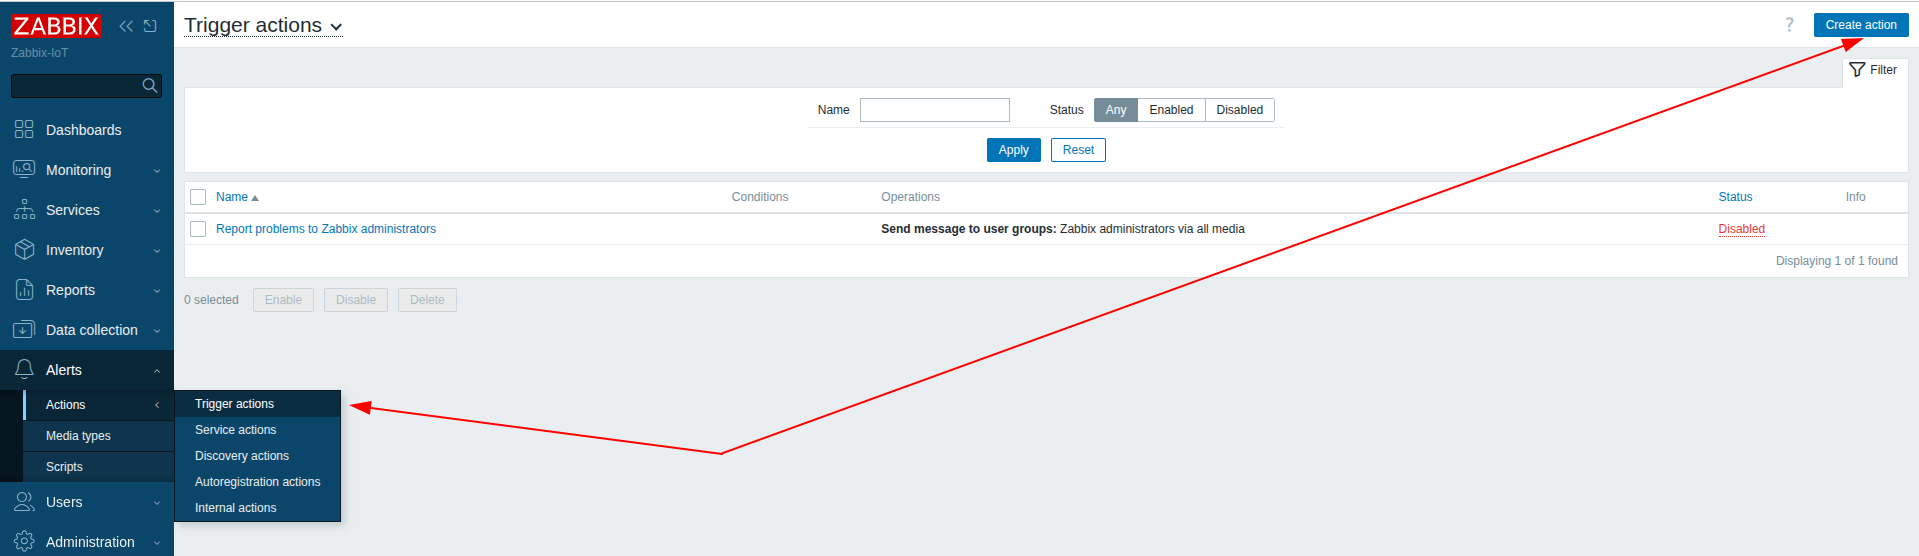 ZABBIX
Zabbix-IoT
Dashboards
Monitoring
Services
Inventory
Reports
Data collection
Alerts
Actions
Media types
Scripts
Users
Administration
Trigger actions
Service actions
Discovery actions
Autoregistration actions
Internal actions
Trigger actions
? Create action
Filter
Name Status Any Enabled Disabled
Apply Reset
Name Conditions Operations Status Info
Report problems to Zabbix administrators Send message to user groups: Zabbix administrators via all media Disabled
Displaying 1 of 1 found
0 selected Enable Disable Delete